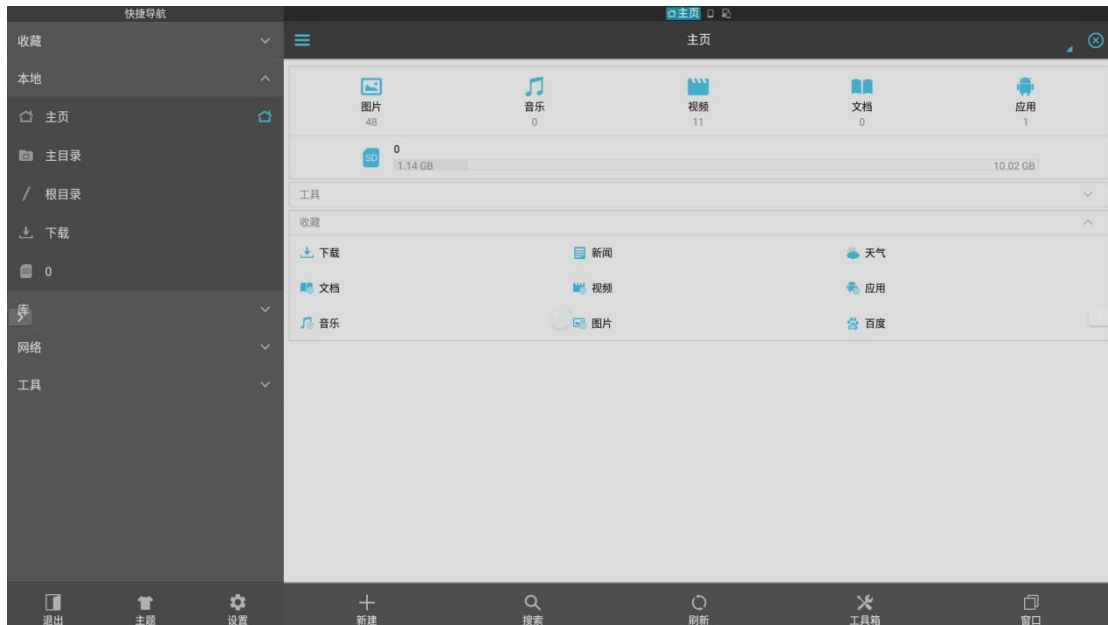 快捷导航
主页
收藏
本地
主页
主目录
/ 根目录
下载
SD 0
库
网络
工具
退出
主题
设置
主页
图片
48
音乐
0
视频
11
文档
0
应用
1
SD
0
1.14 GB
10.02 GB
工具
收藏
下载
新闻
天气
文档
视频
应用
音乐
图片
百度
新建
搜索
刷新
工具箱
窗口